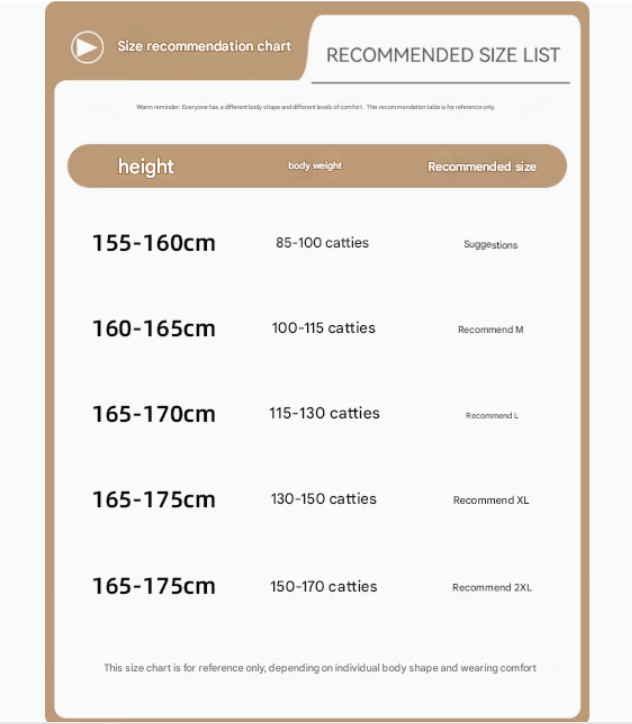 Size recommendation chart
RECOMMENDED SIZE LIST
Warm reminder: Everyone has a different body shape and different levels of comfort. This recommendation table is for reference only.
height body weight Recommended size
155-160cm 85-100 catties Suggestions
160-165cm 100-115 catties Recommend M
165-170cm 115-130 catties Recommend L
165-175cm 130-150 catties Recommend XL
165-175cm 150-170 catties Recommend 2XL
This size chart is for reference only, depending on individual body shape and wearing comfort